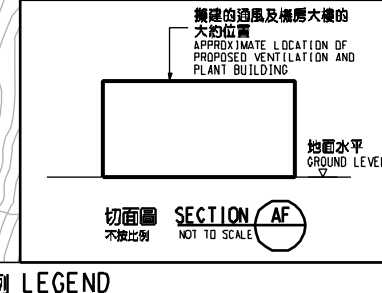 擬建的通風及機房大樓的
大約位置
APPROXIMATE LOCATION OF
PROPOSED VENTILATION AND
PLANT BUILDING
地面水平
GROUND LEVEL
切面圖 SECTION AF
不按比例 NOT TO SCALE
例 LEGEND